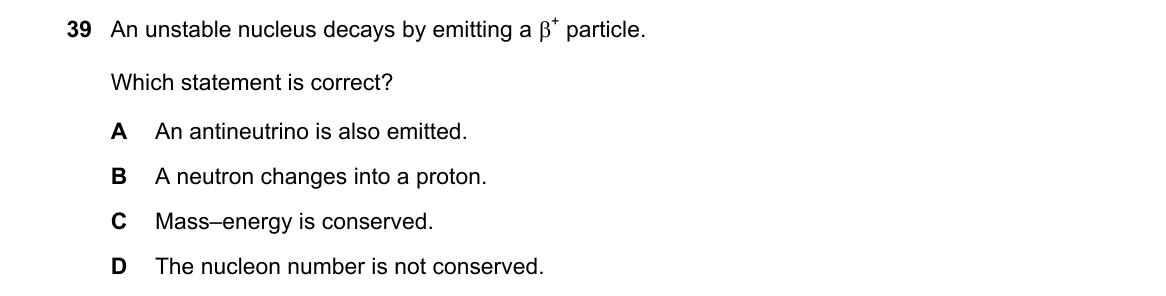 39 An unstable nucleus decays by emitting a β⁺ particle.
Which statement is correct?
A An antineutrino is also emitted.
B A neutron changes into a proton.
C Mass–energy is conserved.
D The nucleon number is not conserved.